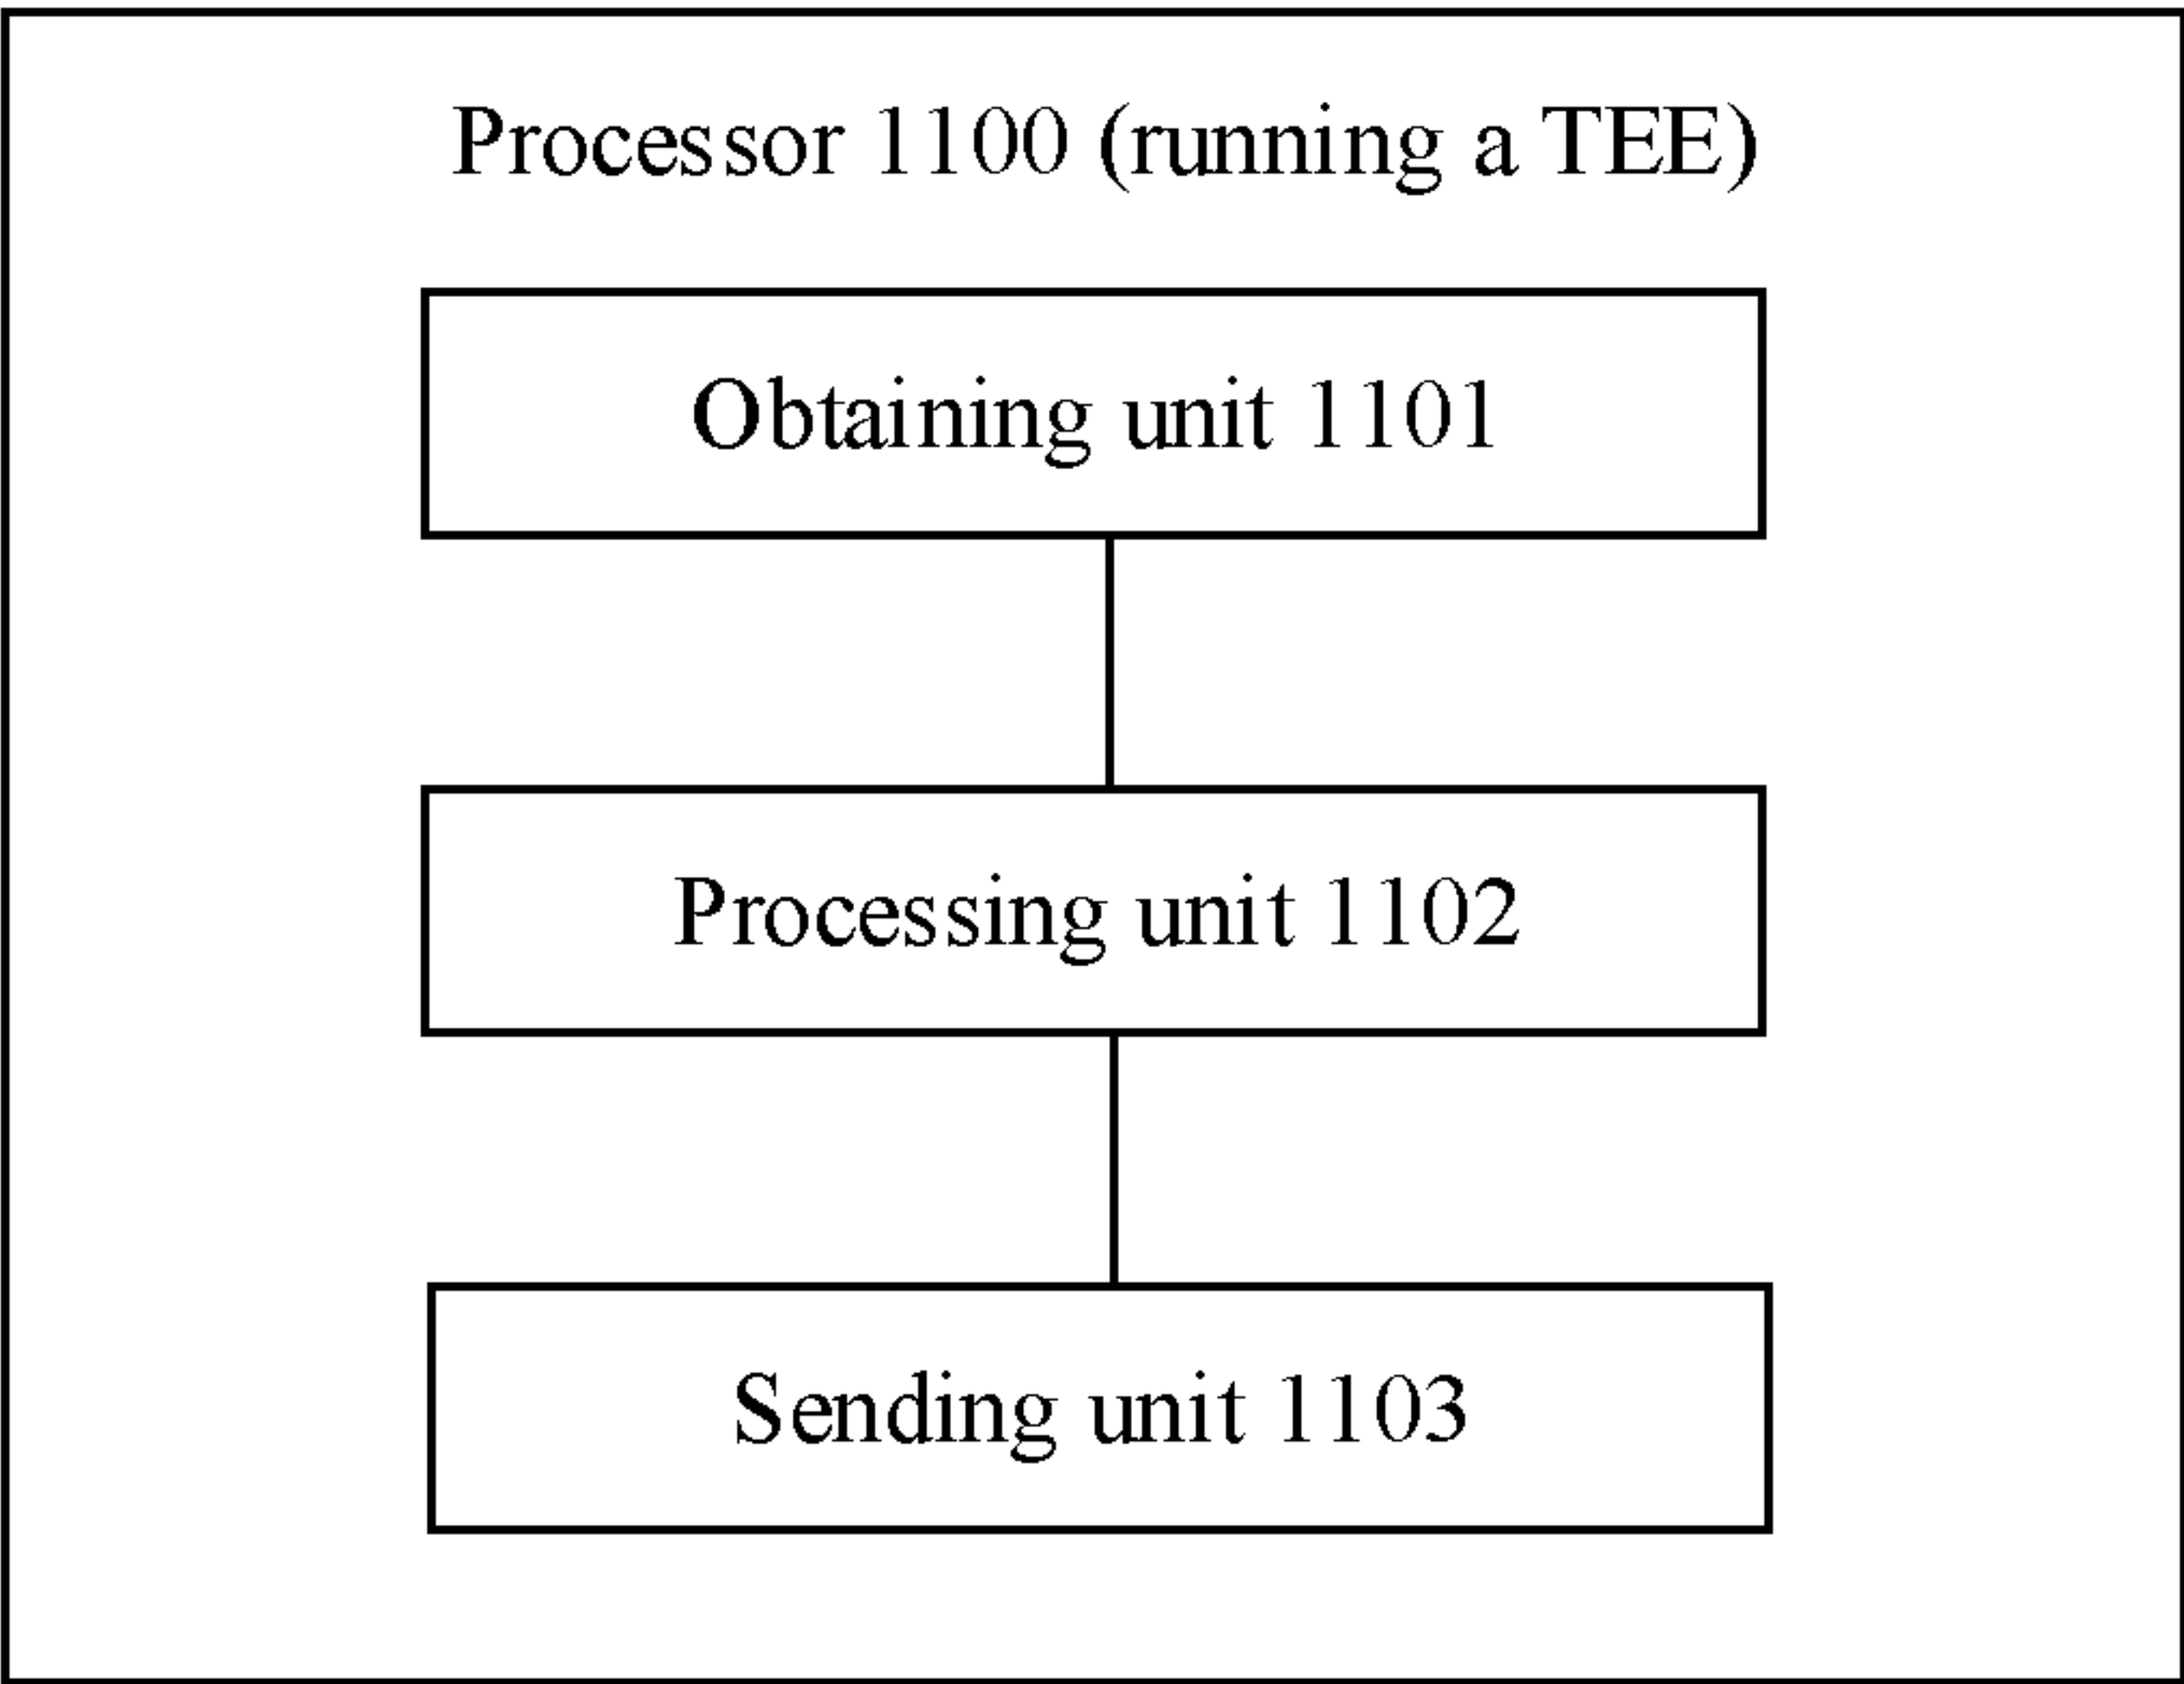 Processor 1100 (running a TEE)
Obtaining unit 1101
Processing unit 1102
Sending unit 1103